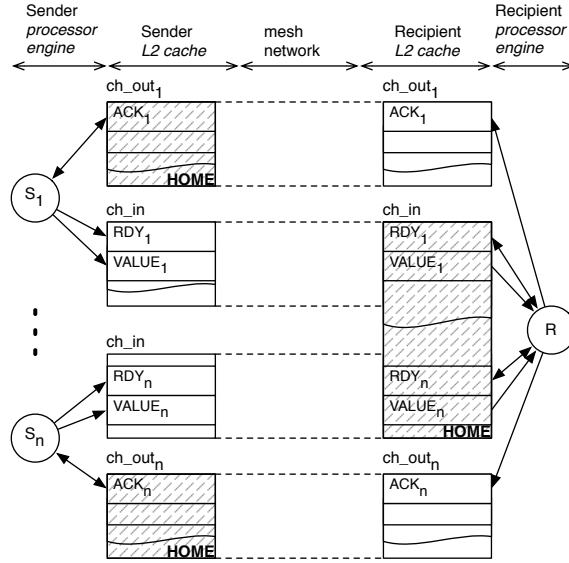 Sender
processor
engine
Sender
L2 cache
mesh
network
Recipient
L2 cache
Recipient
processor
engine
ch_out1
ACK1
HOME
ch_out1
ACK1
S1
ch_in
RDY1
VALUE1
ch_in
RDY1
VALUE1
RDYn
VALUEn
HOME
R
ch_in
RDYn
VALUEn
Sn
ch_outn
ACKn
HOME
ch_outn
ACKn